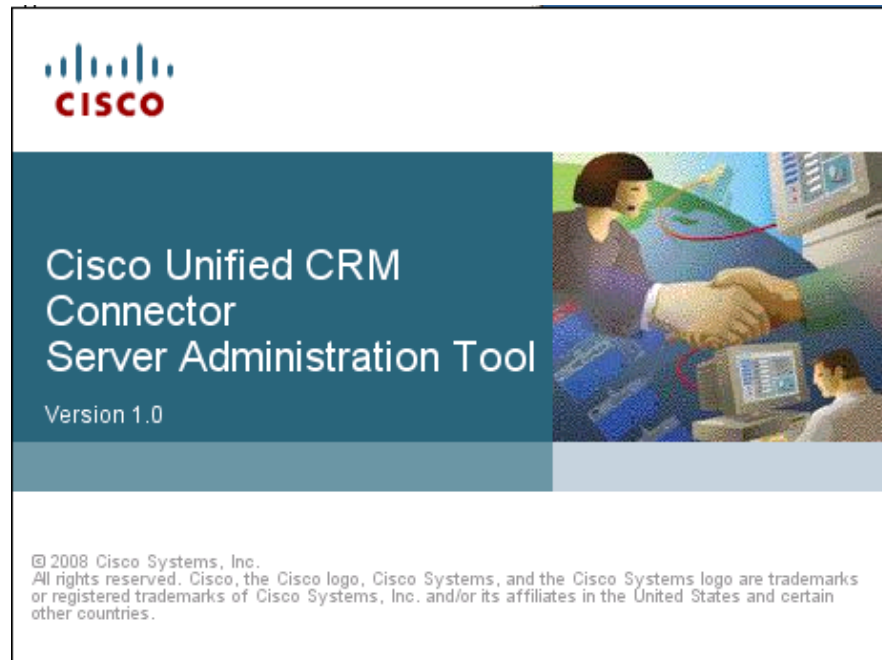 CISCO
Cisco Unified CRM
Connector
Server Administration Tool
Version 1.0
© 2008 Cisco Systems, Inc.
All rights reserved. Cisco, the Cisco logo, Cisco Systems, and the Cisco Systems logo are trademarks
or registered trademarks of Cisco Systems, Inc. and/or its affiliates in the United States and certain
other countries.